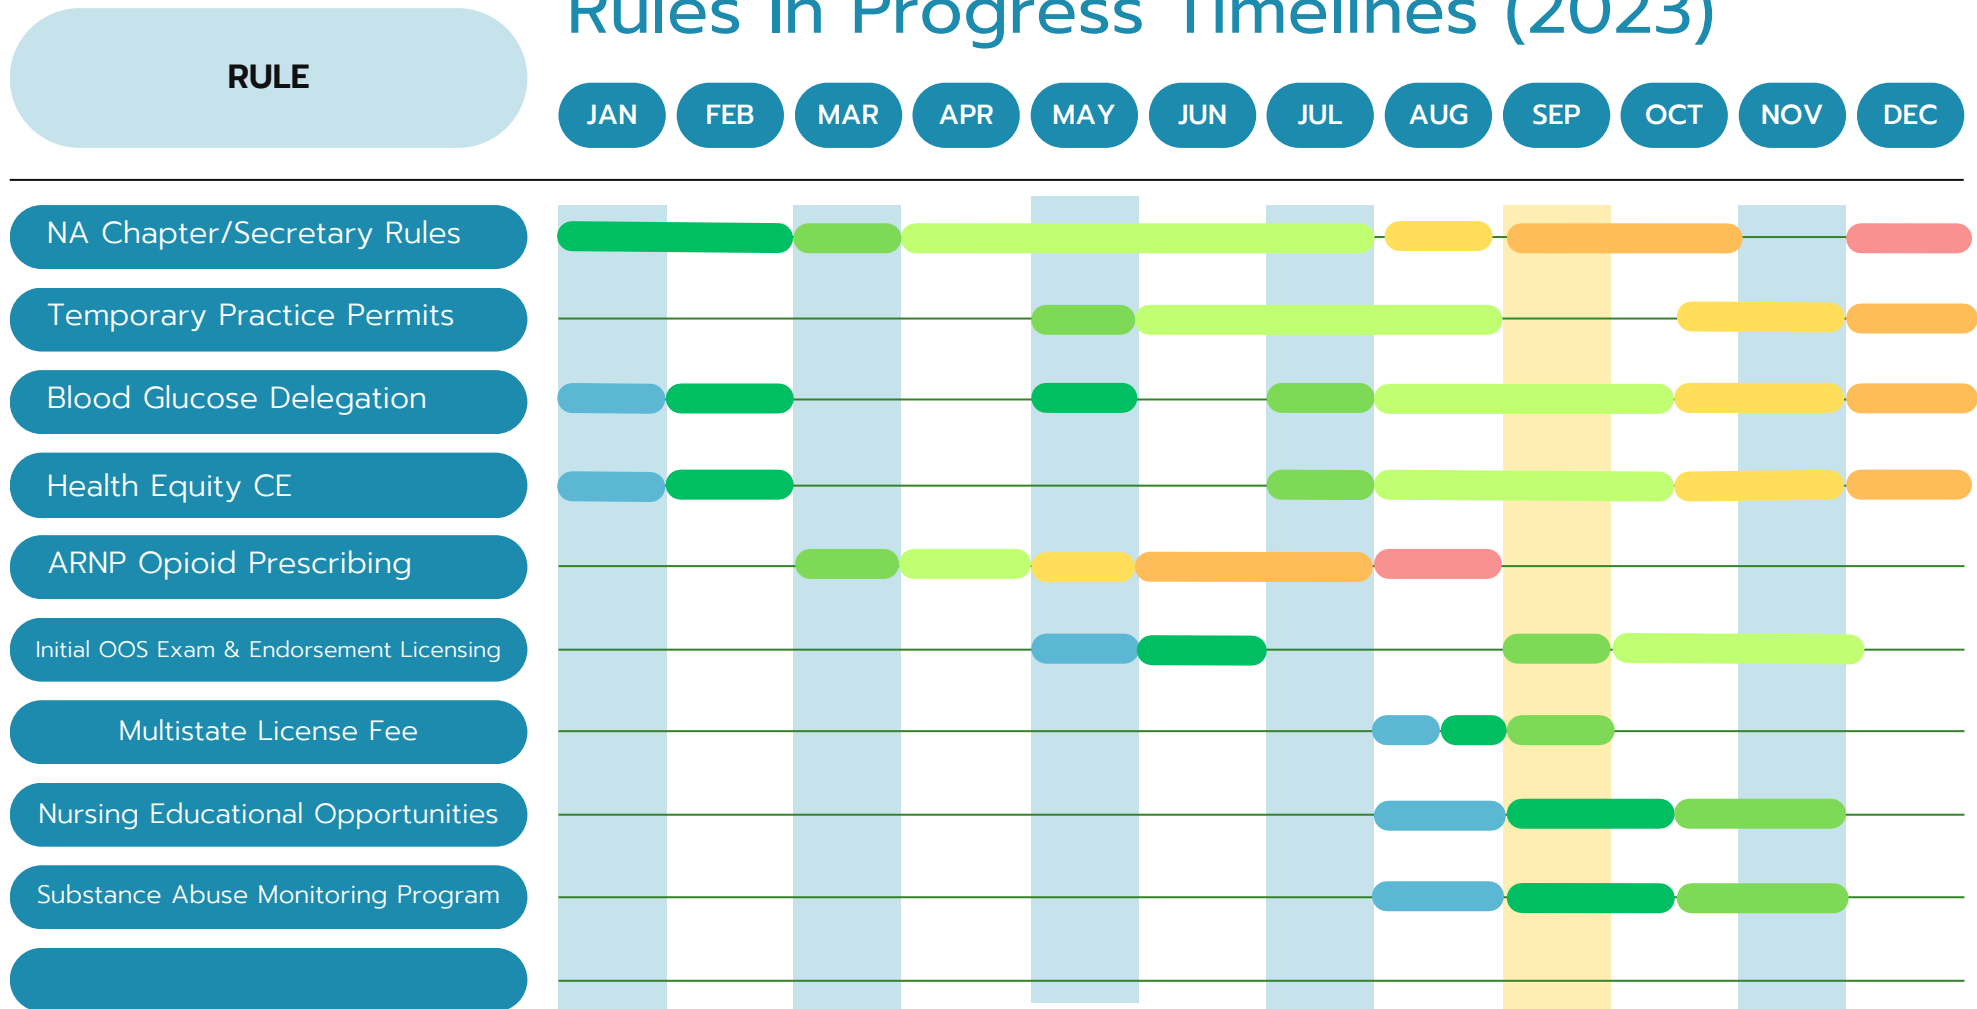 Rules In Progress Timelines (2023)
RULE
JAN FEB MAR APR MAY JUN JUL AUG SEP OCT NOV DEC
NA Chapter/Secretary Rules
Temporary Practice Permits
Blood Glucose Delegation
Health Equity CE
ARNP Opioid Prescribing
Initial OOS Exam & Endorsement Licensing
Multistate License Fee
Nursing Educational Opportunities
Substance Abuse Monitoring Program